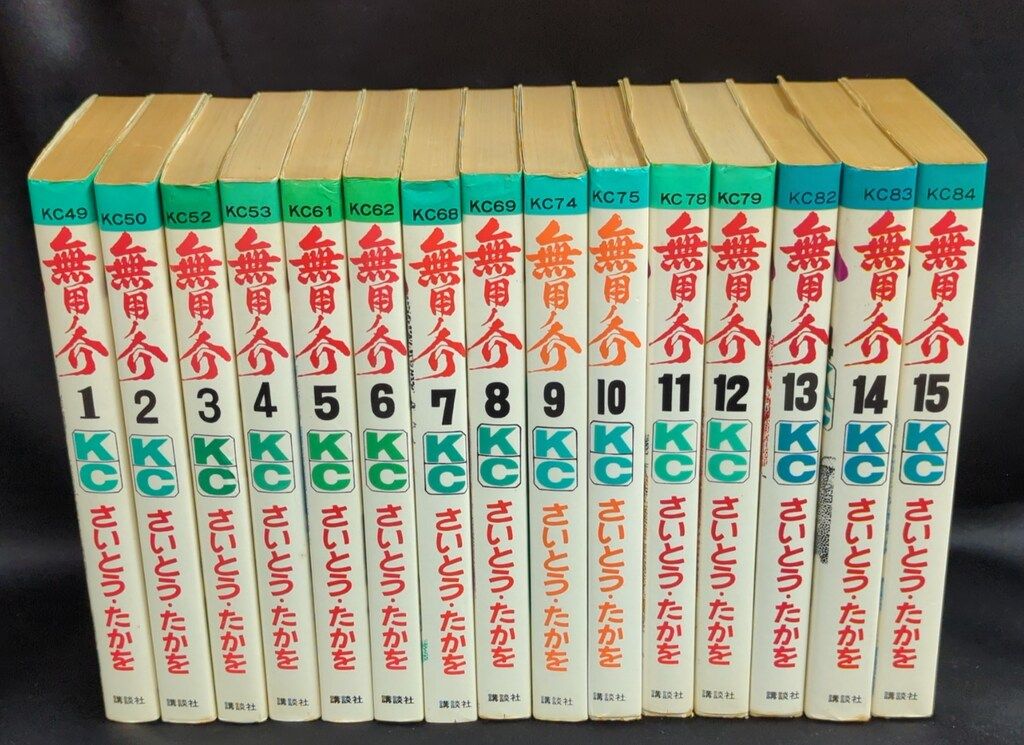 KC49
無用ノ介
1
KC
さいとう・たかを
講談社
KC50
無用ノ介
2
KC
さいとう・たかを
講談社
KC52
無用ノ介
3
KC
さいとう・たかを
講談社
KC53
無用ノ介
4
KC
さいとう・たかを
講談社
KC61
無用ノ介
5
KC
さいとう・たかを
講談社
KC62
無用ノ介
6
KC
さいとう・たかを
講談社
KC68
無用ノ介
7
KC
さいとう・たかを
講談社
KC69
無用ノ介
8
KC
さいとう・たかを
講談社
KC74
無用ノ介
9
KC
さいとう・たかを
講談社
KC75
無用ノ介
10
KC
さいとう・たかを
講談社
KC78
無用ノ介
11
KC
さいとう・たかを
講談社
KC79
無用ノ介
12
KC
さいとう・たかを
講談社
KC82
無用ノ介
13
KC
さいとう・たかを
講談社
KC83
無用ノ介
14
KC
さいとう・たかを
講談社
KC84
無用ノ介
15
KC
さいとう・たかを
講談社